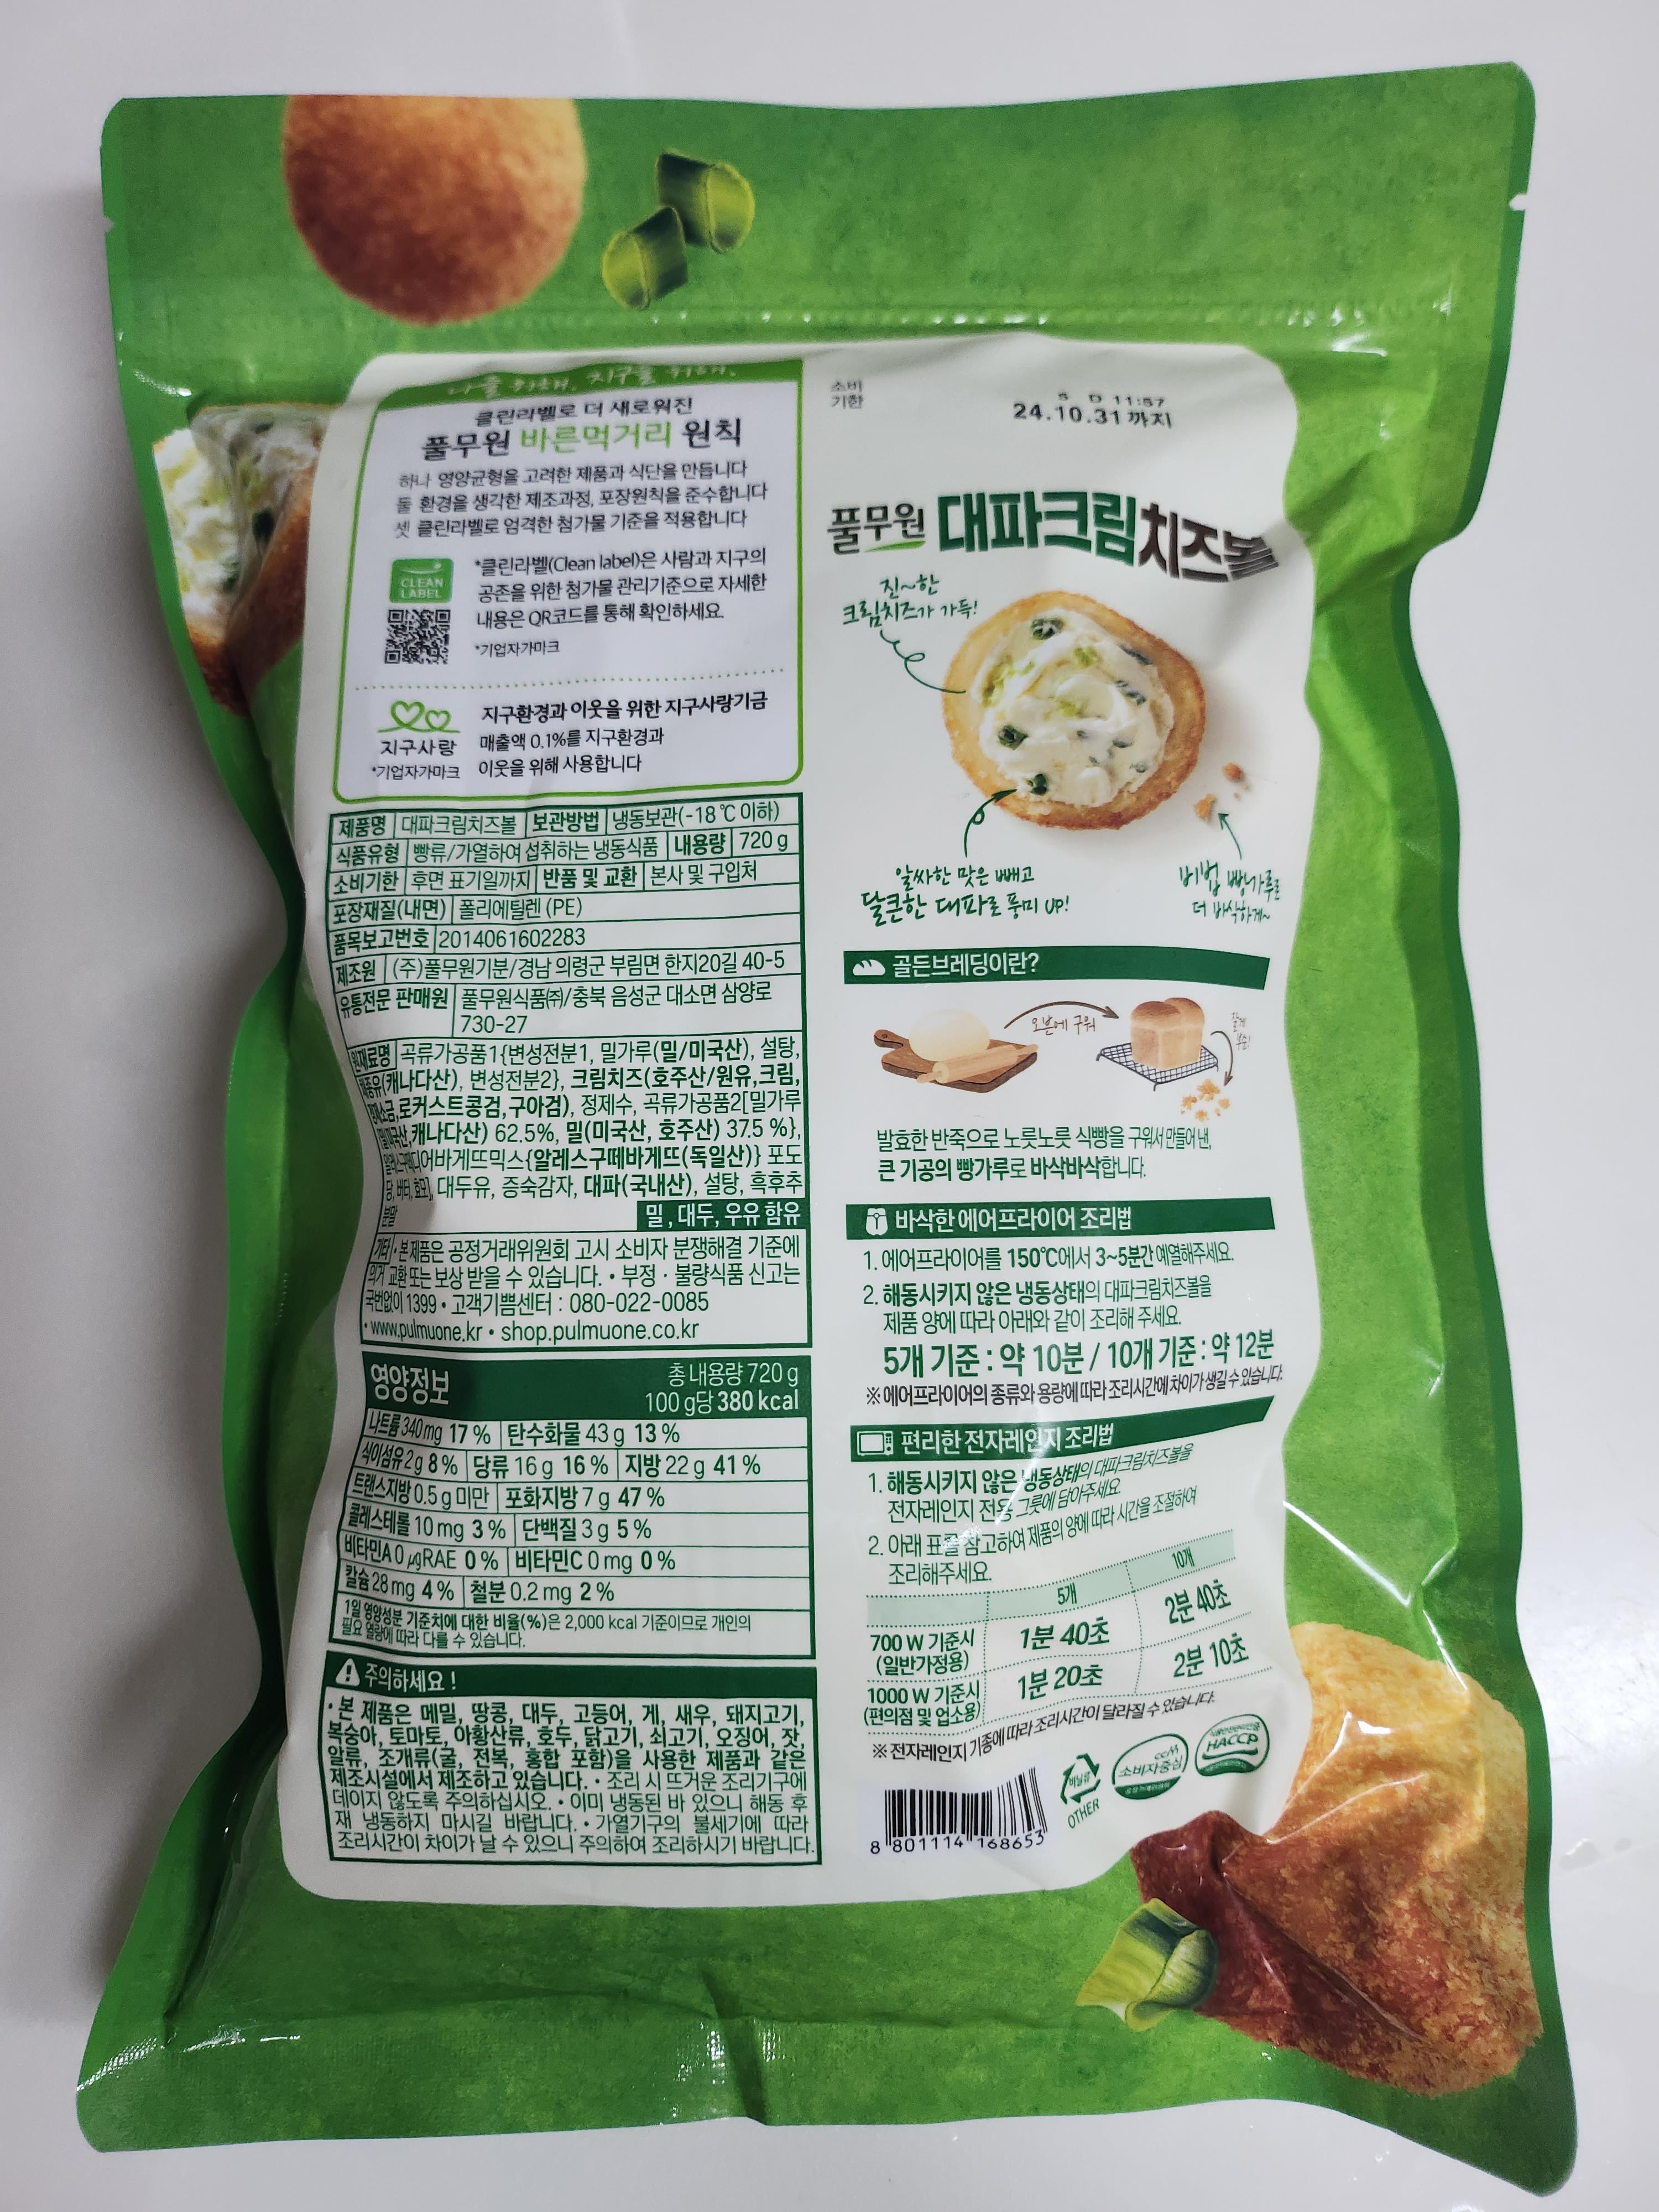 나를 위해. 지구를 위해.
클린라벨로 더 새로워진
풀무원 바른먹거리 원칙
하나 영양균형을 고려한 제품과 식단을 만듭니다
둘 환경을 생각한 제조과정, 포장원칙을 준수합니다
셋 클린라벨로 엄격한 첨가물 기준을 적용합니다
CLEAN
LABEL
*클린라벨(Clean label)은 사람과 지구의
공존을 위한 첨가물 관리기준으로 자세한
내용은 QR코드를 통해 확인하세요.
*기업자가마크
지구사랑
*기업자가마크
지구환경과 이웃을 위한 지구사랑기금
매출액 0.1%를 지구환경과
이웃을 위해 사용합니다
제품명 대파크림치즈볼 보관방법 냉동보관(-18 ℃ 이하)
식품유형 빵류/가열하여 섭취하는 냉동식품 내용량 720 g
소비기한 후면 표기일까지 반품 및 교환 본사 및 구입처
포장재질(내면) 폴리에틸렌 (PE)
품목보고번호 2014061602283
제조원 (주)풀무원기분/경남 의령군 부림면 한지20길 40-5
유통전문 판매원 풀무원식품㈜/충북 음성군 대소면 삼양로
730-27
원재료명 곡류가공품1{변성전분1, 밀가루(밀/미국산), 설탕,
채종유(캐나다산), 변성전분2}, 크림치즈(호주산/원유,크림,
정제소금,로커스트콩검,구아검), 정제수, 곡류가공품2[밀가루
캐나다산) 62.5%, 밀(미국산, 호주산) 37.5 %},
알레스구떼디어바게뜨믹스{알레스구떼바게뜨(독일산)} 포도
당, 버터, 효모], 대두유, 증숙감자, 대파(국내산), 설탕, 흑후추
분말
밀, 대두, 우유 함유
기타 • 본 제품은 공정거래위원회 고시 소비자 분쟁해결 기준에
의거 교환 또는 보상 받을 수 있습니다. • 부정 · 불량식품 신고는
국번없이 1399 • 고객기쁨센터 : 080-022-0085
• www.pulmuone.kr • shop.pulmuone.co.kr
영양정보
총 내용량 720 g
100 g당 380 kcal
나트륨 340 mg 17 % 탄수화물 43 g 13 %
식이섬유 2 g 8 % 당류 16 g 16 % 지방 22 g 41 %
트랜스지방 0.5 g 미만 포화지방 7 g 47 %
콜레스테롤 10 mg 3 % 단백질 3 g 5 %
비타민A 0 ㎍RAE 0 % 비타민C 0 mg 0 %
칼슘 28 mg 4 % 철분 0.2 mg 2 %
1일 영양성분 기준치에 대한 비율(%)은 2,000 kcal 기준이므로 개인의
필요 열량에 따라 다를 수 있습니다.
주의하세요 !
• 본 제품은 메밀, 땅콩, 대두, 고등어, 게, 새우, 돼지고기,
복숭아, 토마토, 아황산류, 호두, 닭고기, 쇠고기, 오징어, 잣,
알류, 조개류(굴, 전복, 홍합 포함)을 사용한 제품과 같은
제조시설에서 제조하고 있습니다. • 조리 시 뜨거운 조리기구에
데이지 않도록 주의하십시오. • 이미 냉동된 바 있으니 해동 후
재 냉동하지 마시길 바랍니다. • 가열기구의 불세기에 따라
조리시간이 차이가 날 수 있으니 주의하여 조리하시기 바랍니다.
소비
기한
S D 11:57
24.10.31 까지
풀무원 대파크림치즈볼
진~한
크림치즈가 가득!
알싸한 맛은 빼고
달큰한 대파로 풍미 UP!
비법 빵가루로
더 바삭하게~
골든브레딩이란?
오븐에 구워
발효한 반죽으로 노릇노릇 식빵을 구워서 만들어 낸,
큰 기공의 빵가루로 바삭바삭합니다.
바삭한 에어프라이어 조리법
1. 에어프라이어를 150℃에서 3~5분간 예열해주세요.
2. 해동시키지 않은 냉동상태의 대파크림치즈볼을
제품 양에 따라 아래와 같이 조리해 주세요.
5개 기준 : 약 10분 / 10개 기준 : 약 12분
※ 에어프라이어의 종류와 용량에 따라 조리시간에 차이가 생길 수 있습니다.
편리한 전자레인지 조리법
1. 해동시키지 않은 냉동상태의 대파크림치즈볼을
전자레인지 전용 그릇에 담아주세요.
2. 아래 표를 참고하여 제품의 양에 따라 시간을 조절하여
조리해주세요.
5개 10개
700 W 기준시
(일반가정용)
1분 40초 2분 40초
1000 W 기준시
(편의점 및 업소용)
1분 20초 2분 10초
※ 전자레인지 기종에 따라 조리시간이 달라질 수 있습니다.
비닐류
OTHER
CCM
소비자중심
HACCP
8 801114 168653